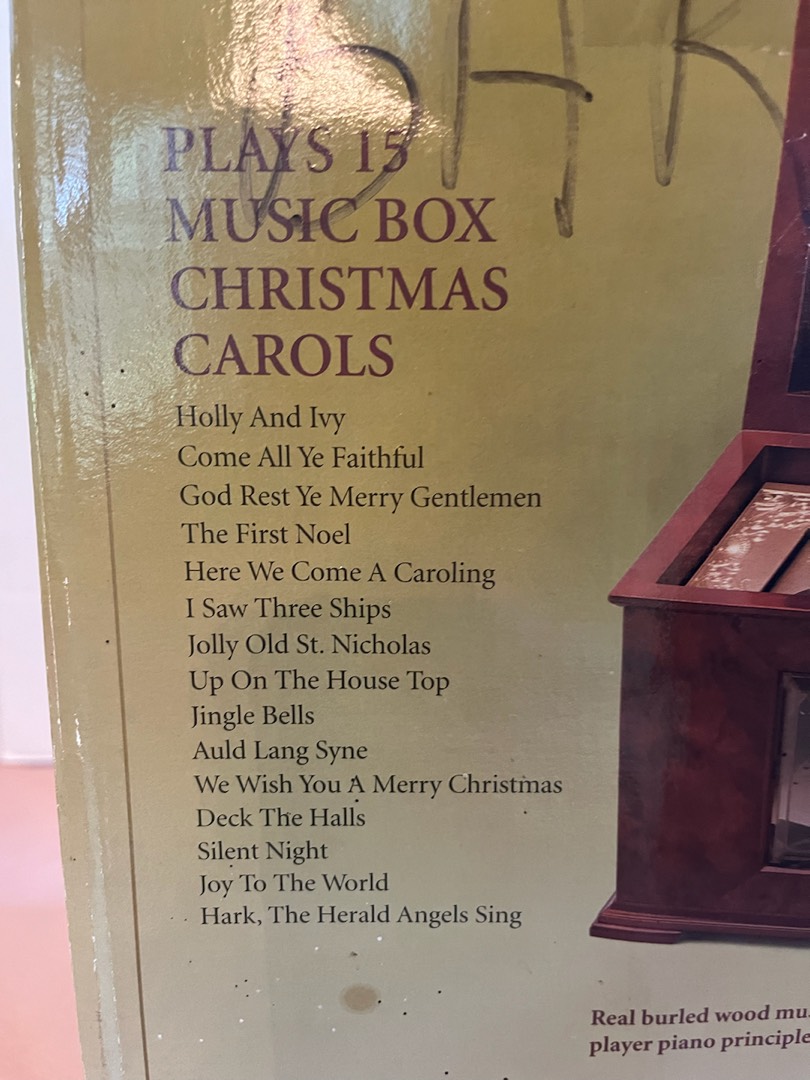 PLAYS 15
MUSIC BOX
CHRISTMAS
CAROLS
Holly And Ivy
Come All Ye Faithful
God Rest Ye Merry Gentlemen
The First Noel
Here We Come A Caroling
I Saw Three Ships
Jolly Old St. Nicholas
Up On The House Top
Jingle Bells
Auld Lang Syne
We Wish You A Merry Christmas
Deck The Halls
Silent Night
Joy To The World
Hark, The Herald Angels Sing
Real burled wood
player piano principle